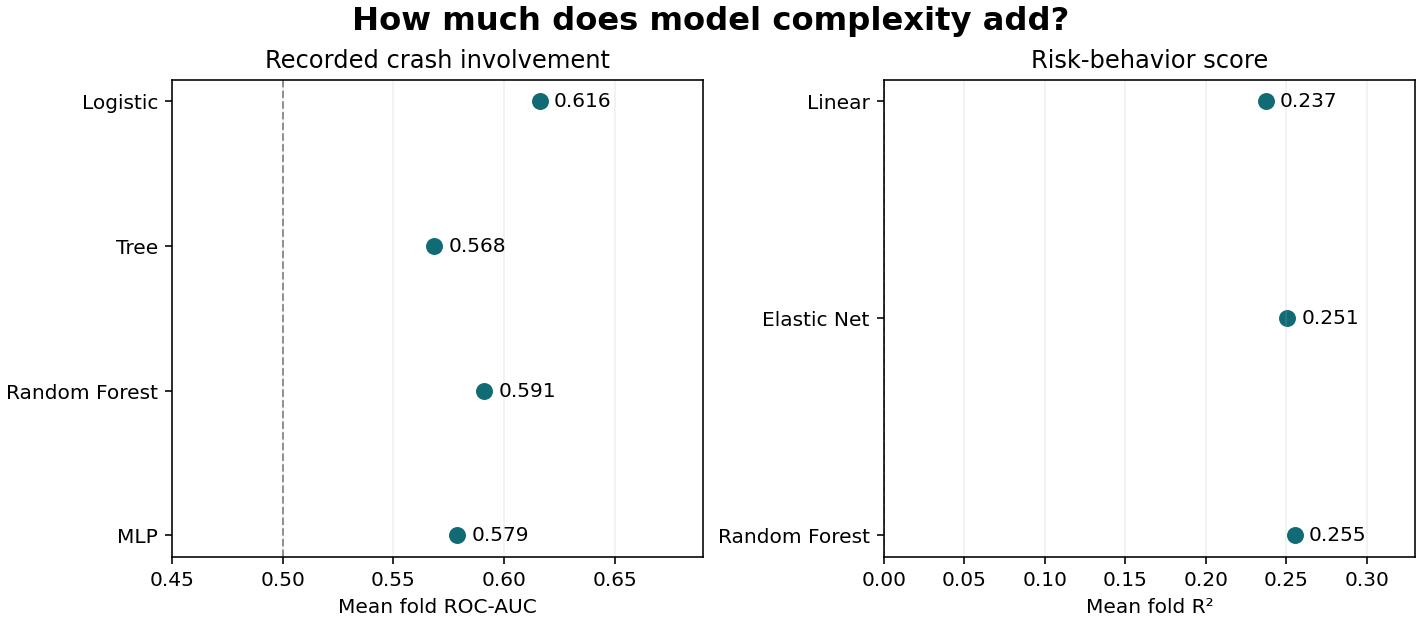 How much does model complexity add?
Recorded crash involvement
Logistic
0.616
Tree
0.568
Random Forest
0.591
MLP
0.579
0.45 0.50 0.55 0.60 0.65
Mean fold ROC-AUC
Risk-behavior score
Linear
0.237
Elastic Net
0.251
Random Forest
0.255
0.00 0.05 0.10 0.15 0.20 0.25 0.30
Mean fold R²